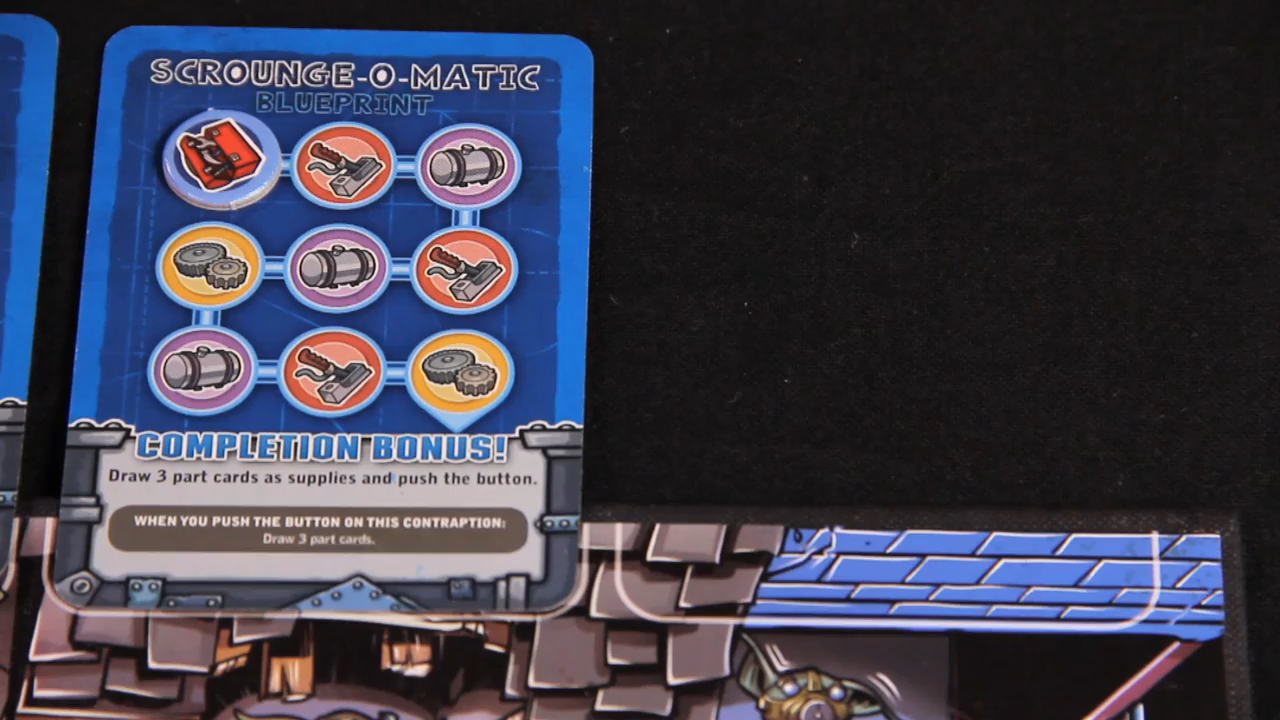 SCROUNGE-O-MATIC
BLUEPRINT
COMPLETION BONUS!
Draw 3 part cards as supplies and push the button.
WHEN YOU PUSH THE BUTTON ON THIS CONTRAPTION:
Draw 3 part cards.